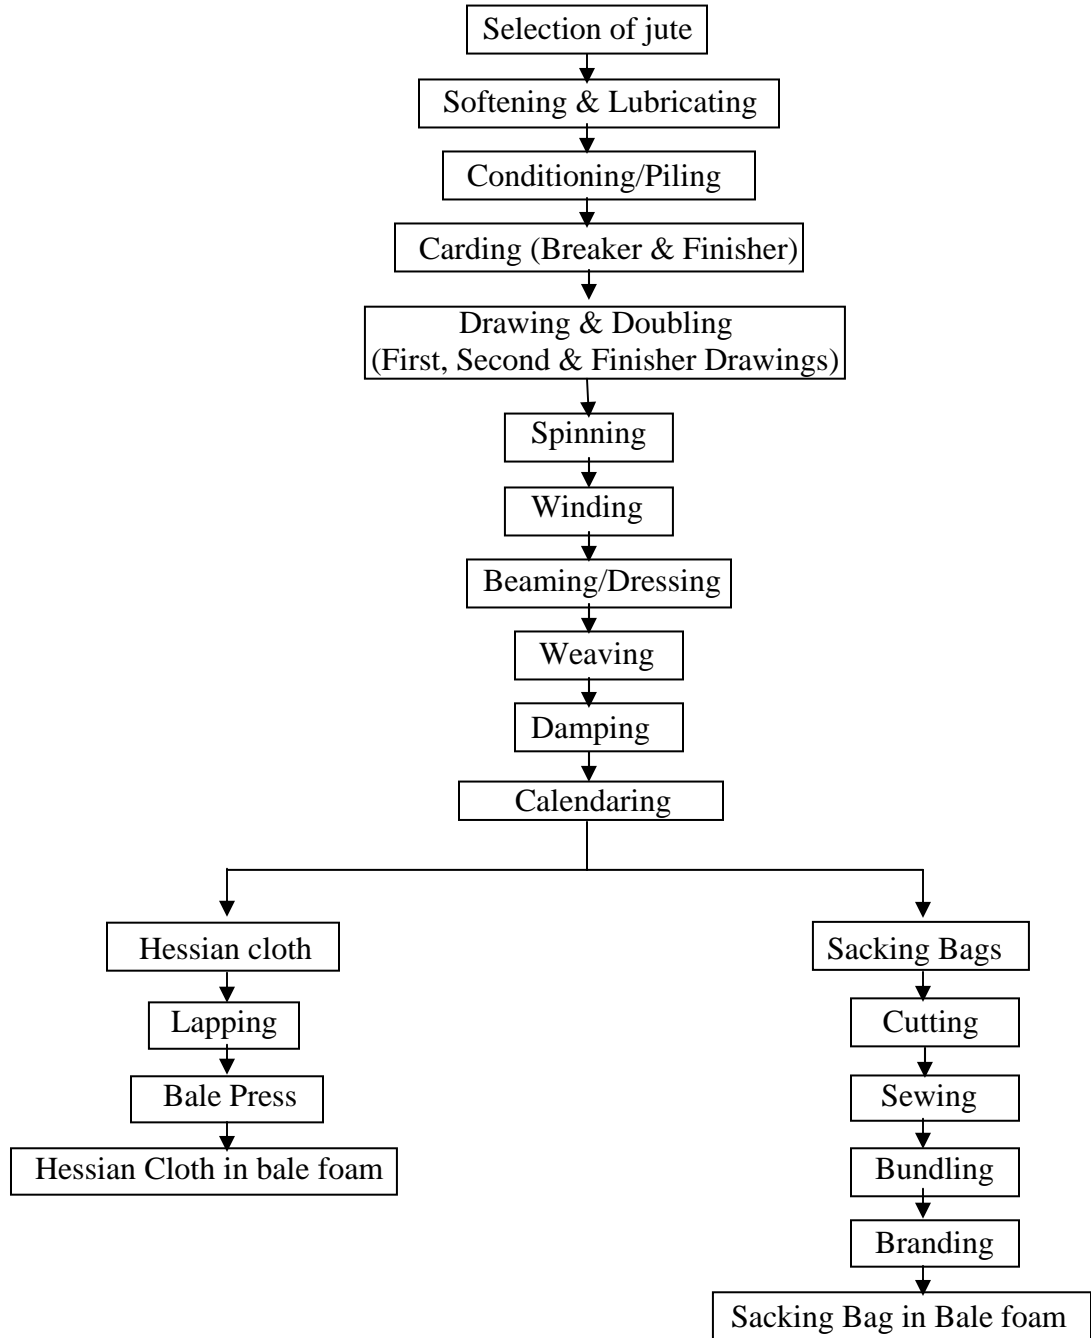 Selection of jute
Softening & Lubricating
Conditioning/Piling
Carding (Breaker & Finisher)
Drawing & Doubling
(First, Second & Finisher Drawings)
Spinning
Winding
Beaming/Dressing
Weaving
Damping
Calendaring
Hessian cloth
Lapping
Bale Press
Hessian Cloth in bale foam
Sacking Bags
Cutting
Sewing
Bundling
Branding
Sacking Bag in Bale foam